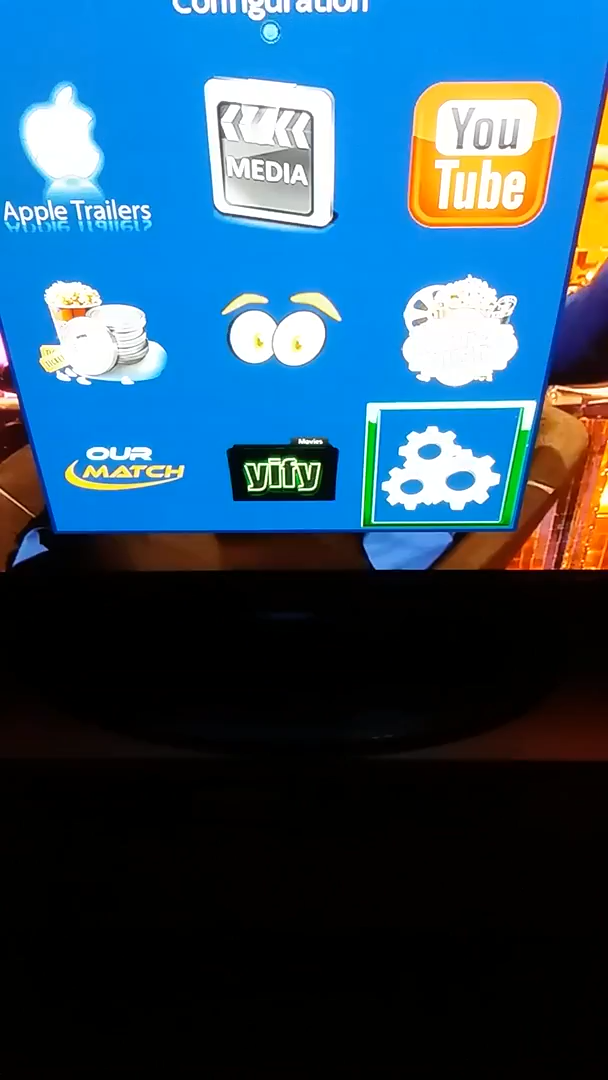 Configuration
You
Tube
MEDIA
Apple Trailers
Movies
OUR
MATCH
yify